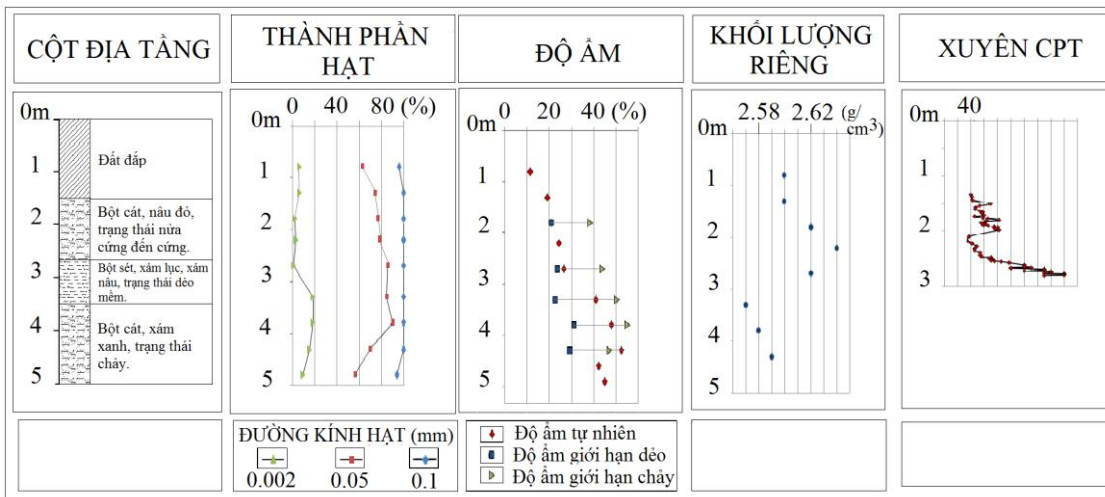 CỘT ĐỊA TẦNG
0m
1
2
3
4
5
Đất đắp
Bột cát, nâu đỏ,
trạng thái nửa
cứng đến cứng.
Bột sét, xám lục, xám
nâu, trạng thái dẻo
mềm.
Bột cát, xám
xanh, trạng thái
chảy.
THÀNH PHẦN
HẠT
0 40 80 (%)
0m
1
2
3
4
5
ĐƯỜNG KÍNH HẠT (mm)
0.002 0.05 0.1
ĐỘ ẨM
0 20 40 (%)
0m
1
2
3
4
5
Độ ẩm tự nhiên
Độ ẩm giới hạn dẻo
Độ ẩm giới hạn chảy
KHỐI LƯỢNG
RIÊNG
2.58 2.62 (g/
cm³)
0m
1
2
3
4
5
XUYÊN CPT
40
0m
1
2
3